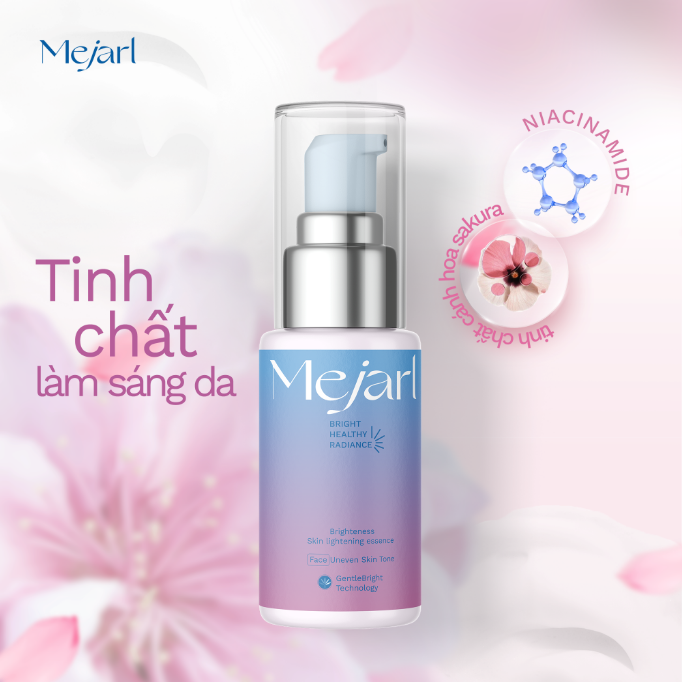 Mejarl
NIACINAMIDE
tinh chất cánh hoa sakura
Tinh
chất
làm sáng da
Mejarl
BRIGHT
HEALTHY
RADIANCE
Brighteness
Skin lightening essence
Face Uneven Skin Tone
GentleBright
Technology